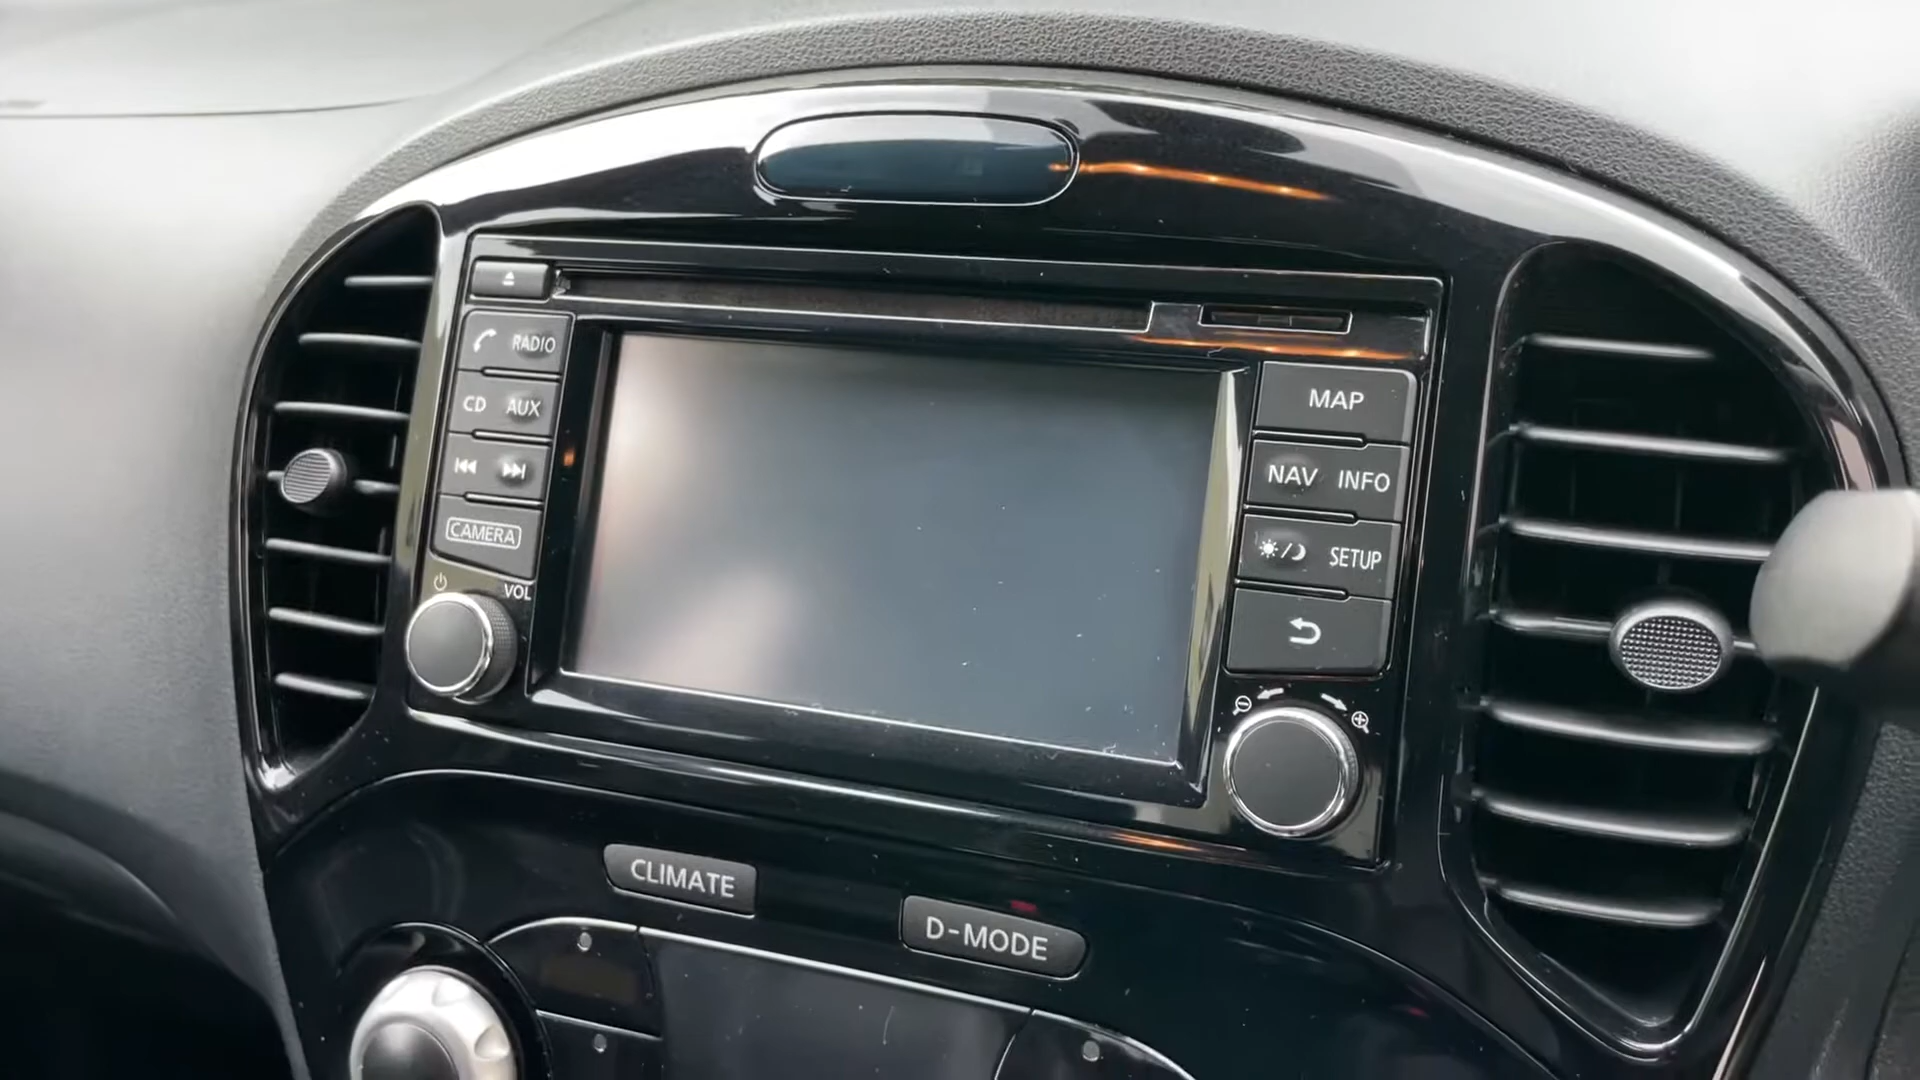 RADIO
CD AUX
CAMERA
VOL
MAP
NAV INFO
SETUP
CLIMATE
D-MODE